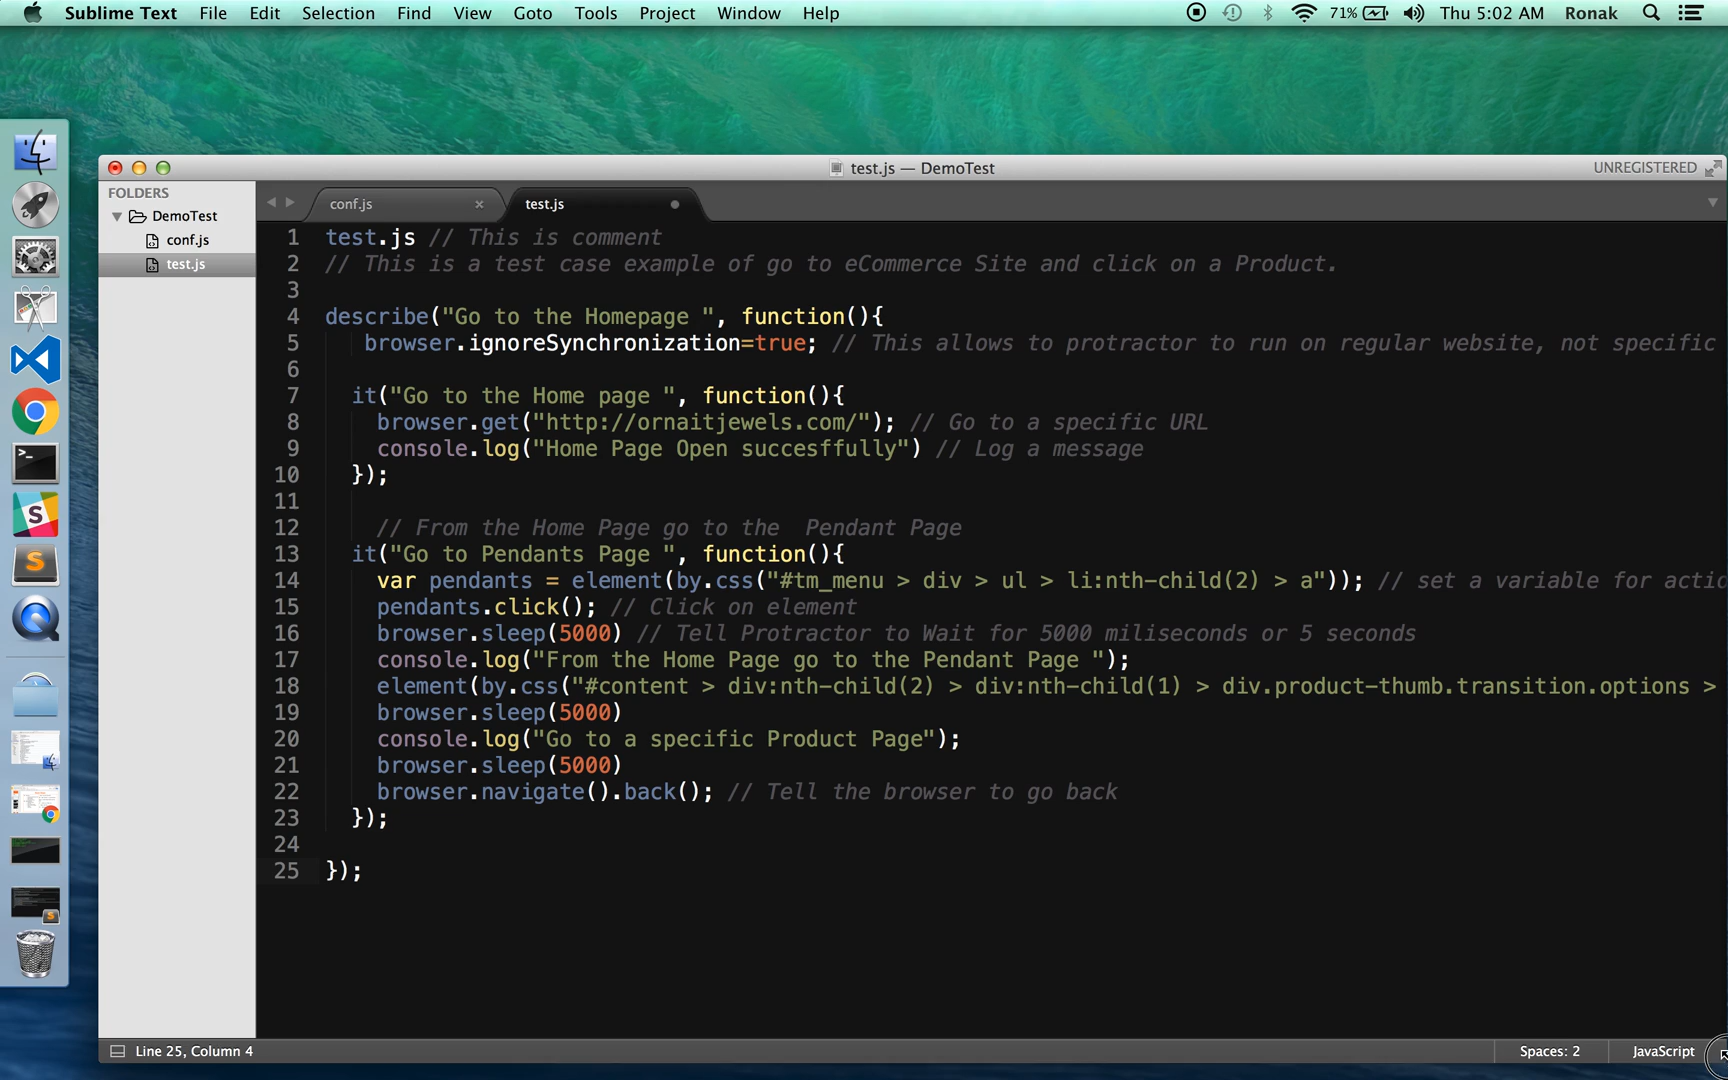 Sublime Text File Edit Selection Find View Goto Tools Project Window Help 71% Thu 5:02 AM Ronak
test.js — DemoTest UNREGISTERED
FOLDERS
DemoTest
conf.js
test.js
conf.js test.js
1 test.js // This is comment
2 // This is a test case example of go to eCommerce Site and click on a Product.
3
4 describe("Go to the Homepage ", function(){
5 browser.ignoreSynchronization=true; // This allows to protractor to run on regular website, not specific
6
7 it("Go to the Home page ", function(){
8 browser.get("http://ornaitjewels.com/"); // Go to a specific URL
9 console.log("Home Page Open succesffully") // Log a message
10 });
11
12 // From the Home Page go to the  Pendant Page
13 it("Go to Pendants Page ", function(){
14 var pendants = element(by.css("#tm_menu > div > ul > li:nth-child(2) > a")); // set a variable for actio
15 pendants.click(); // Click on element
16 browser.sleep(5000) // Tell Protractor to Wait for 5000 miliseconds or 5 seconds
17 console.log("From the Home Page go to the Pendant Page ");
18 element(by.css("#content > div:nth-child(2) > div:nth-child(1) > div.product-thumb.transition.options >
19 browser.sleep(5000)
20 console.log("Go to a specific Product Page");
21 browser.sleep(5000)
22 browser.navigate().back(); // Tell the browser to go back
23 });
24
25 });
Line 25, Column 4 Spaces: 2 JavaScript